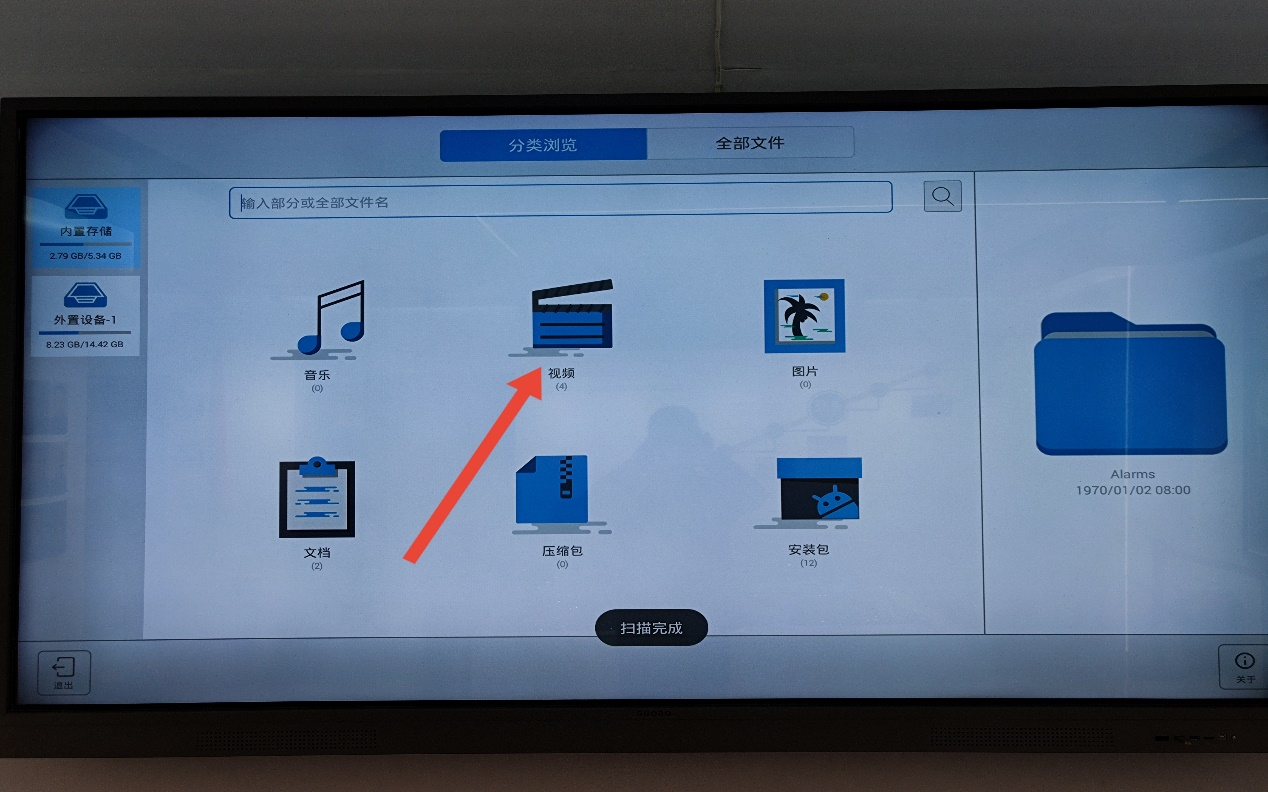 分类浏览
全部文件
输入部分或全部文件名
内置存储
2.79 GB/5.34 GB
外置设备-1
8.23 GB/14.42 GB
音乐
(0)
视频
(4)
图片
(0)
文档
(2)
压缩包
(0)
安装包
(12)
Alarms
1970/01/02 08:00
扫描完成
退出
关于